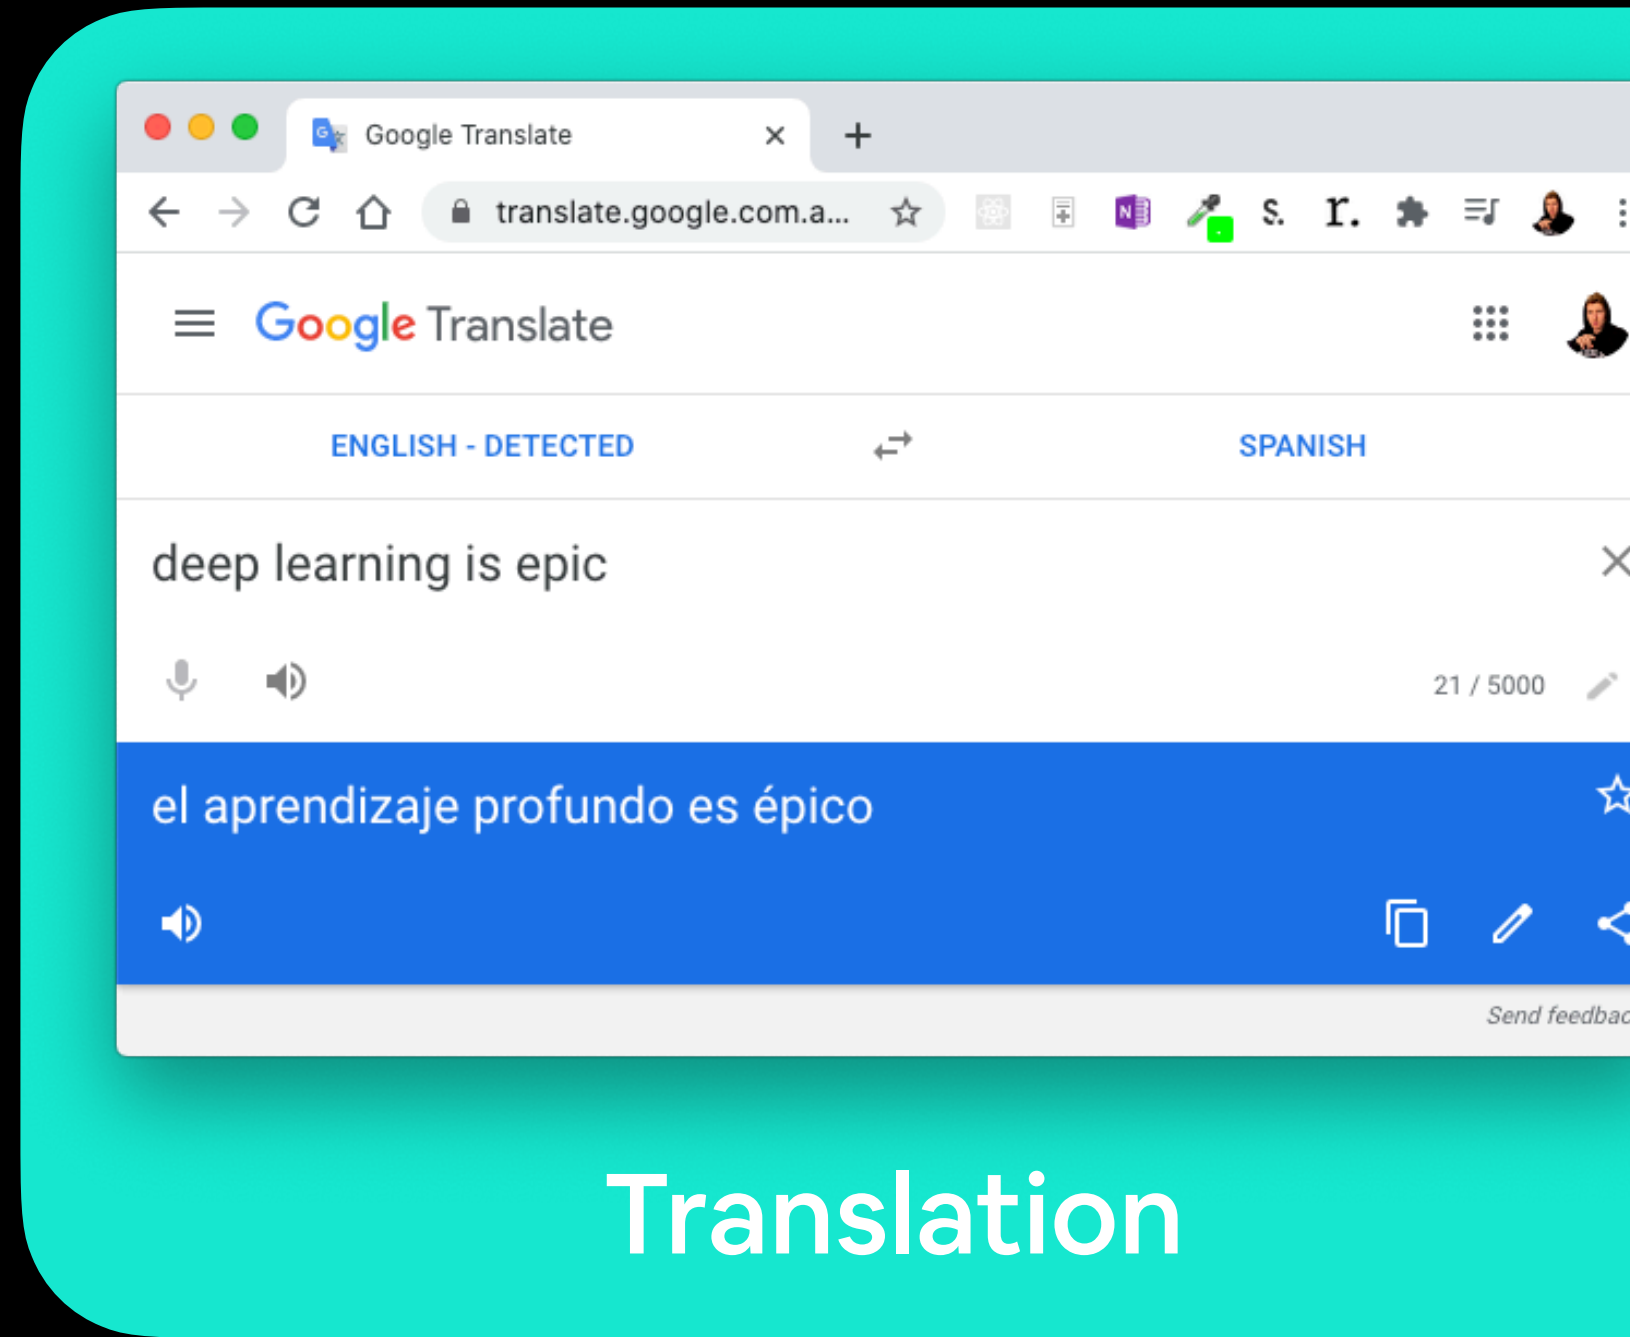 Google Translate
translate.google.com.a...
S. r.
Google Translate
ENGLISH - DETECTED
SPANISH
deep learning is epic
21 / 5000
el aprendizaje profundo es épico
Send feedbac
Translation